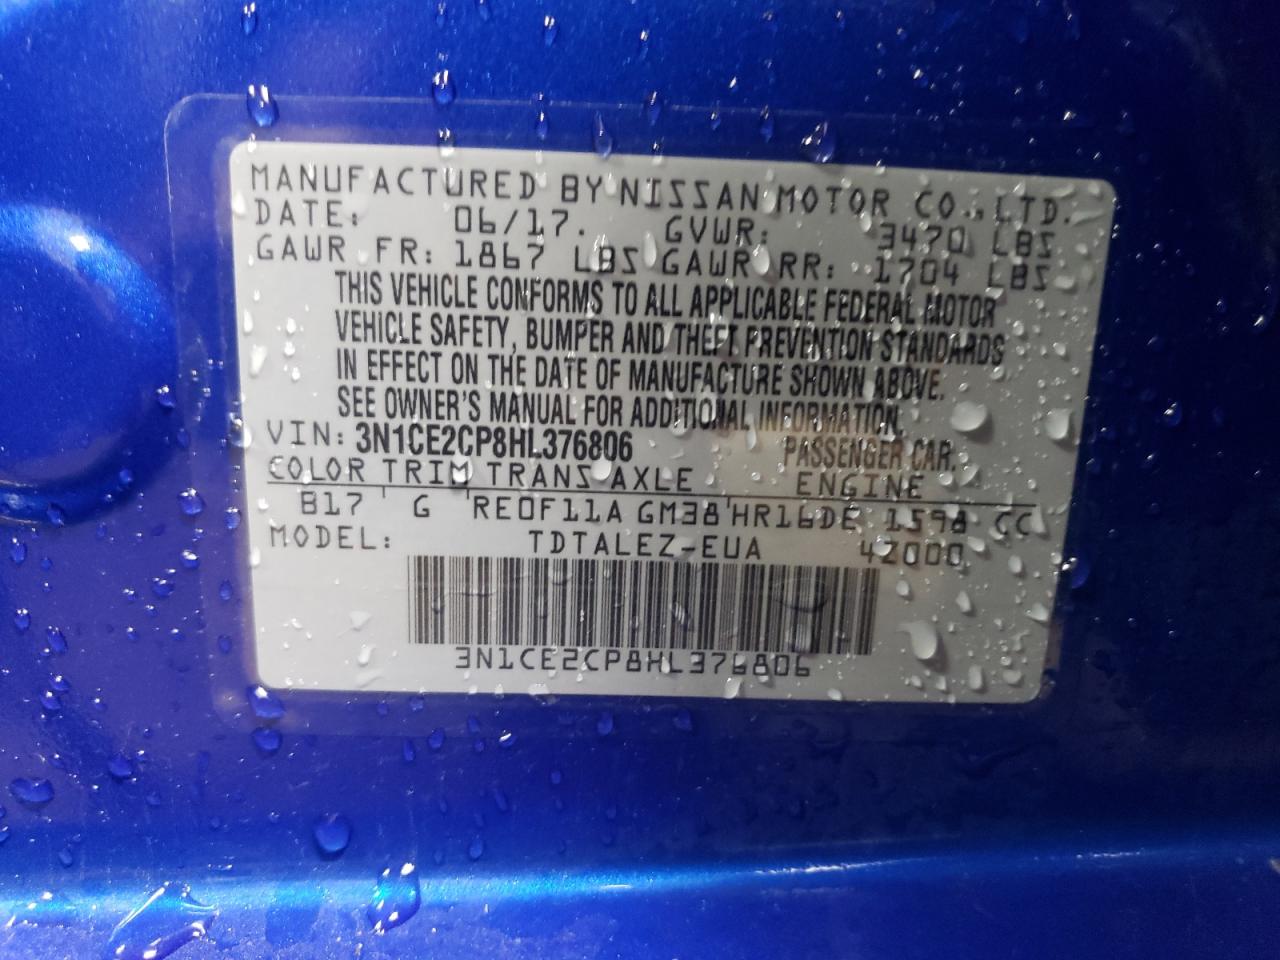 MANUFACTURED BY NISSAN MOTOR CO., LTD.
DATE: 06/17. GVWR: 3470 LBS
GAWR FR: 1867 LBS GAWR RR: 1704 LBS
THIS VEHICLE CONFORMS TO ALL APPLICABLE FEDERAL MOTOR
VEHICLE SAFETY, BUMPER AND THEFT PREVENTION STANDARDS
IN EFFECT ON THE DATE OF MANUFACTURE SHOWN ABOVE.
SEE OWNER'S MANUAL FOR ADDITIONAL INFORMATION.
VIN: 3N1CE2CP8HL376806 PASSENGER CAR.
COLOR TRIM TRANS AXLE ENGINE
B17 G RE0F11A GM38 HR16DE 1598 CC
MODEL: TDTALEZ-EUA 42000
3N1CE2CP8HL376806